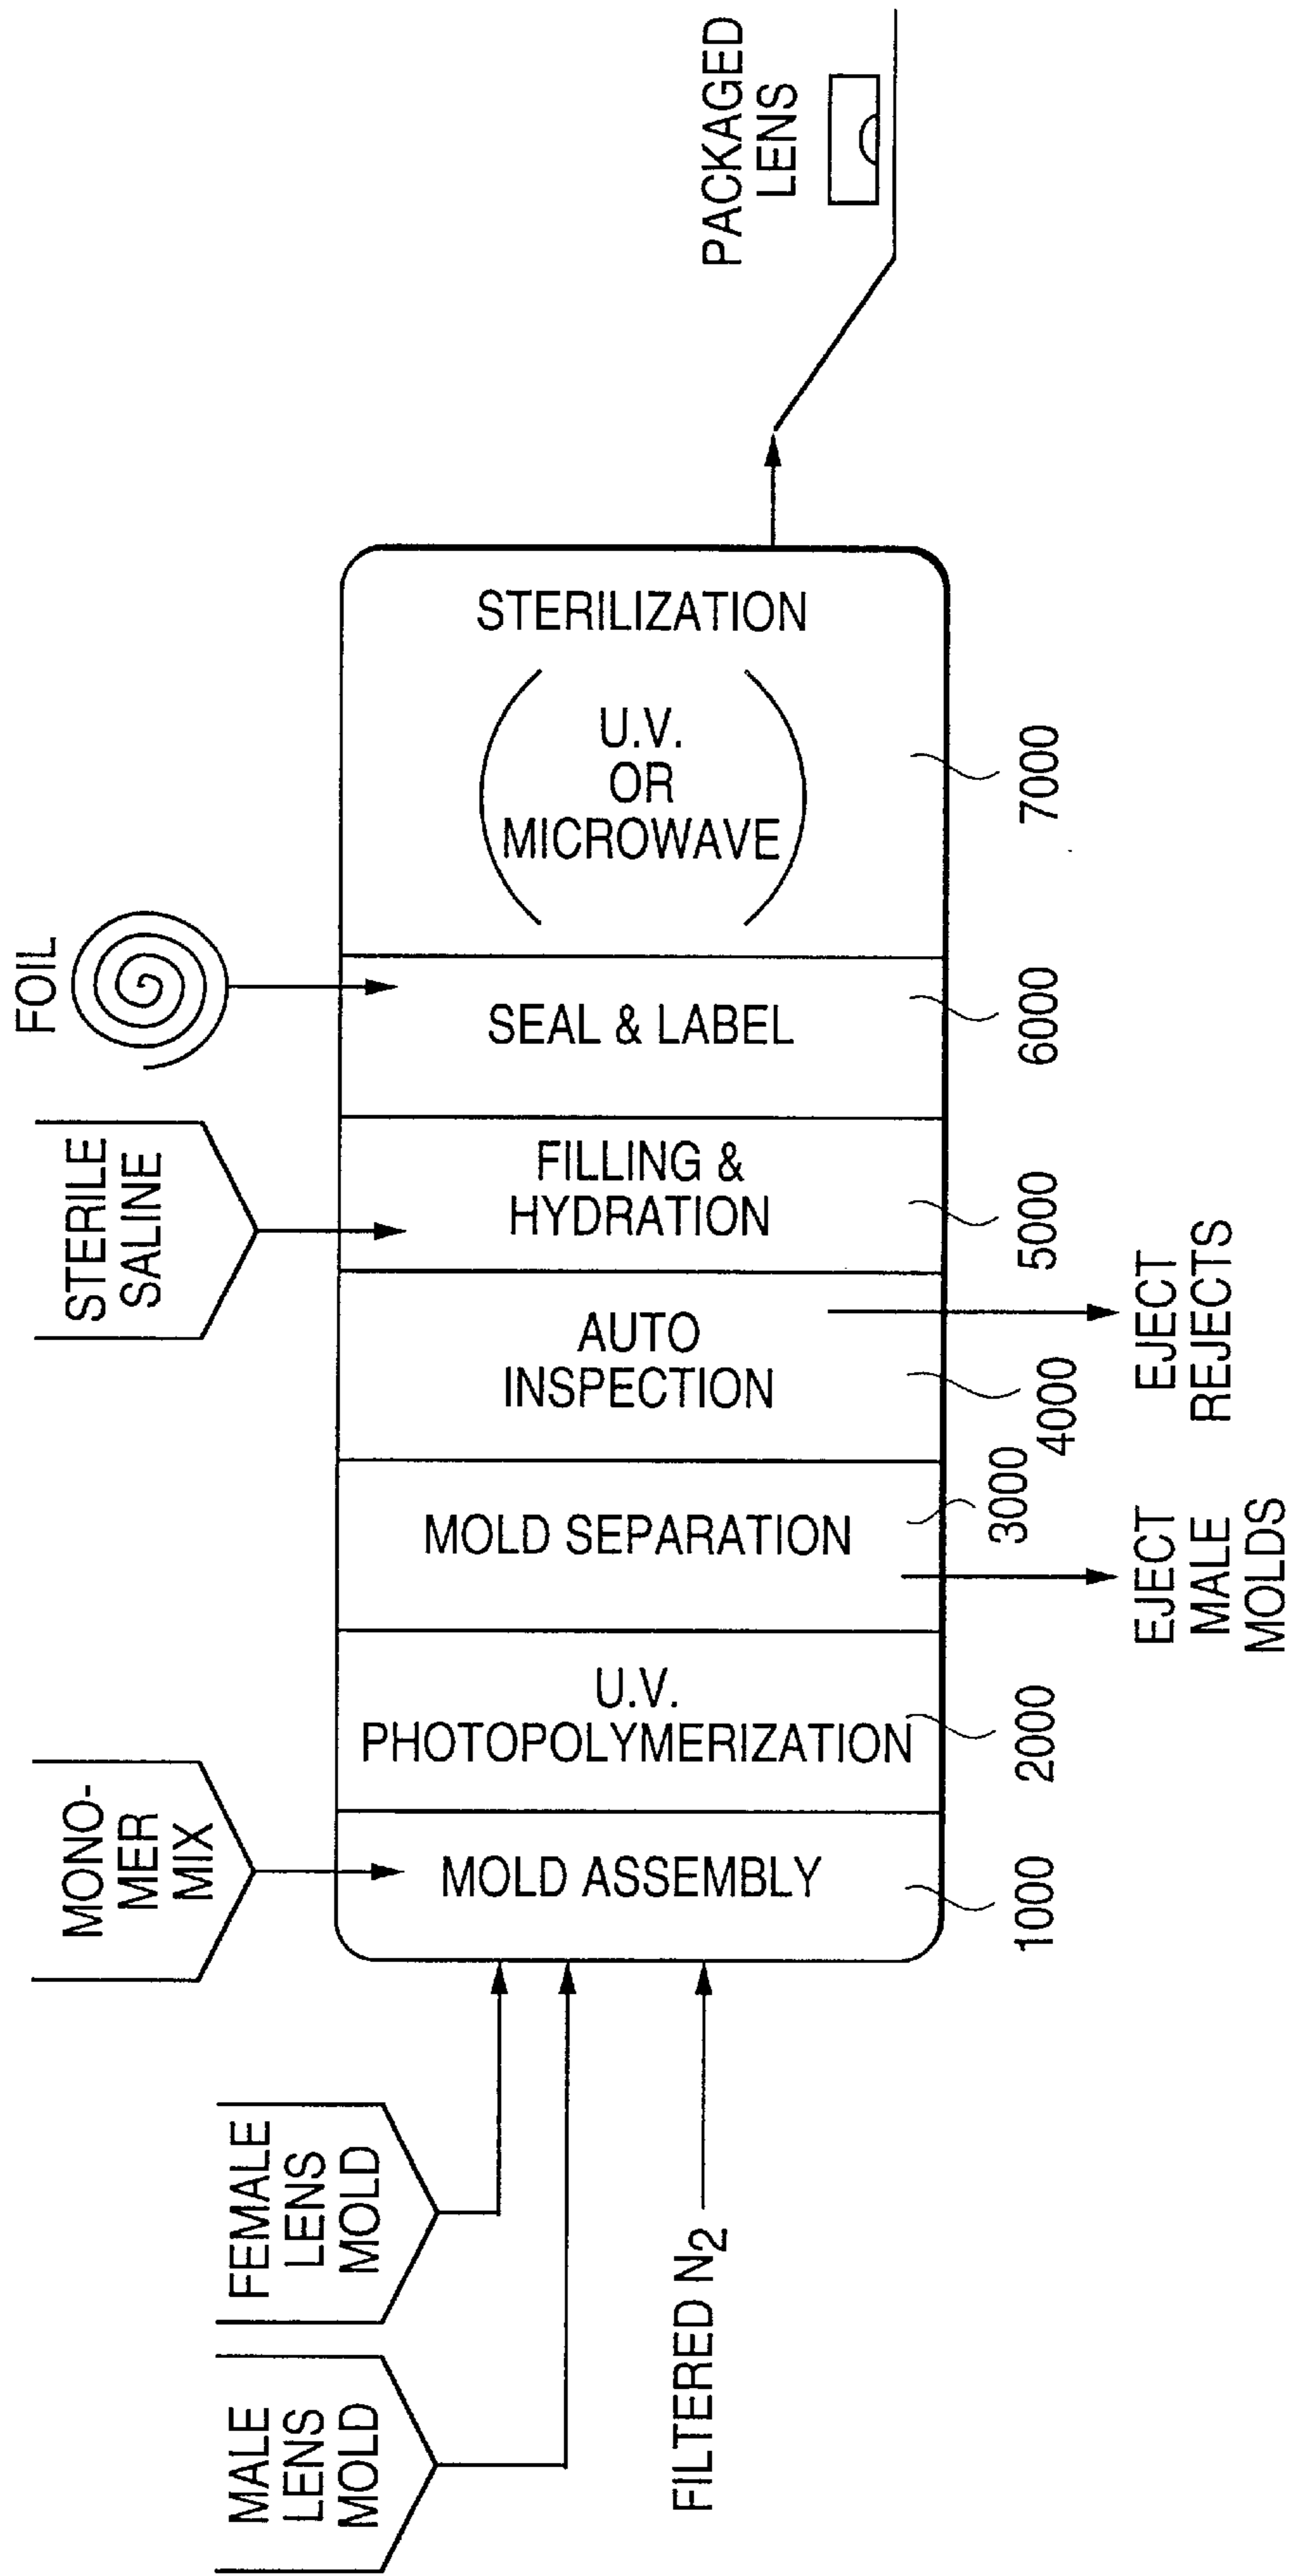 MALE
LENS
MOLD
FEMALE
LENS
MOLD
FILTERED N2
MONO-
MER
MIX
STERILE
SALINE
FOIL
MOLD ASSEMBLY
U.V.
PHOTOPOLYMERIZATION
MOLD SEPARATION
AUTO
INSPECTION
FILLING &
HYDRATION
SEAL & LABEL
STERILIZATION
U.V.
OR
MICROWAVE
1000
2000
3000
4000
5000
6000
7000
EJECT
MALE
MOLDS
EJECT
REJECTS
PACKAGED
LENS